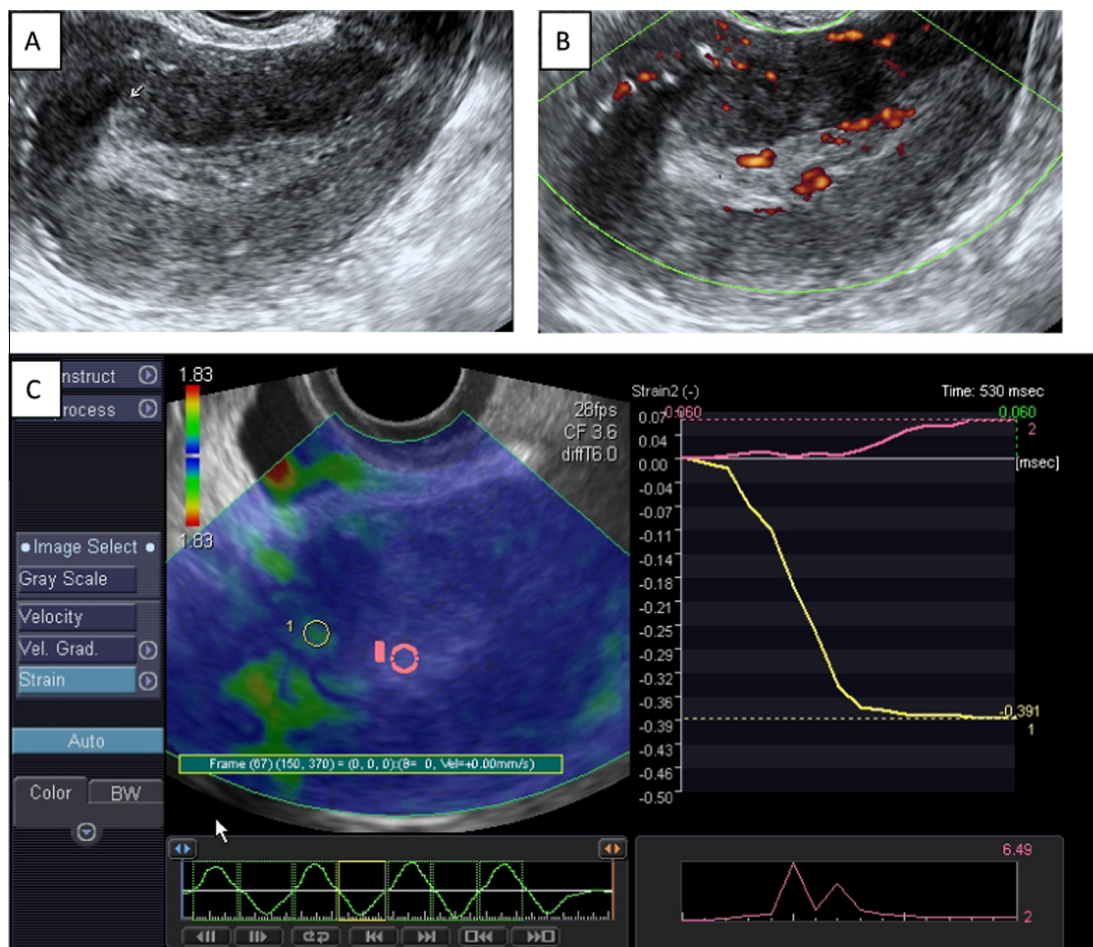 A
B
C
nstruct
rocess
Image Select
Gray Scale
Velocity
Vel. Grad.
Strain
Auto
Color
BW
1.83
1.83
28fps
CF 3.6
diffT6.0
1
Frame (67) (150, 370) = (0, 0, 0):(θ= 0, Vel=+0.00mm/s)
Strain2 (-)
Time: 530 msec
0.07
0.060
0.060
2
0.04
0.00
[msec]
-0.04
-0.07
-0.11
-0.14
-0.18
-0.21
-0.25
-0.29
-0.32
-0.36
-0.39
-0.391
1
-0.43
-0.46
-0.50
6.49
2